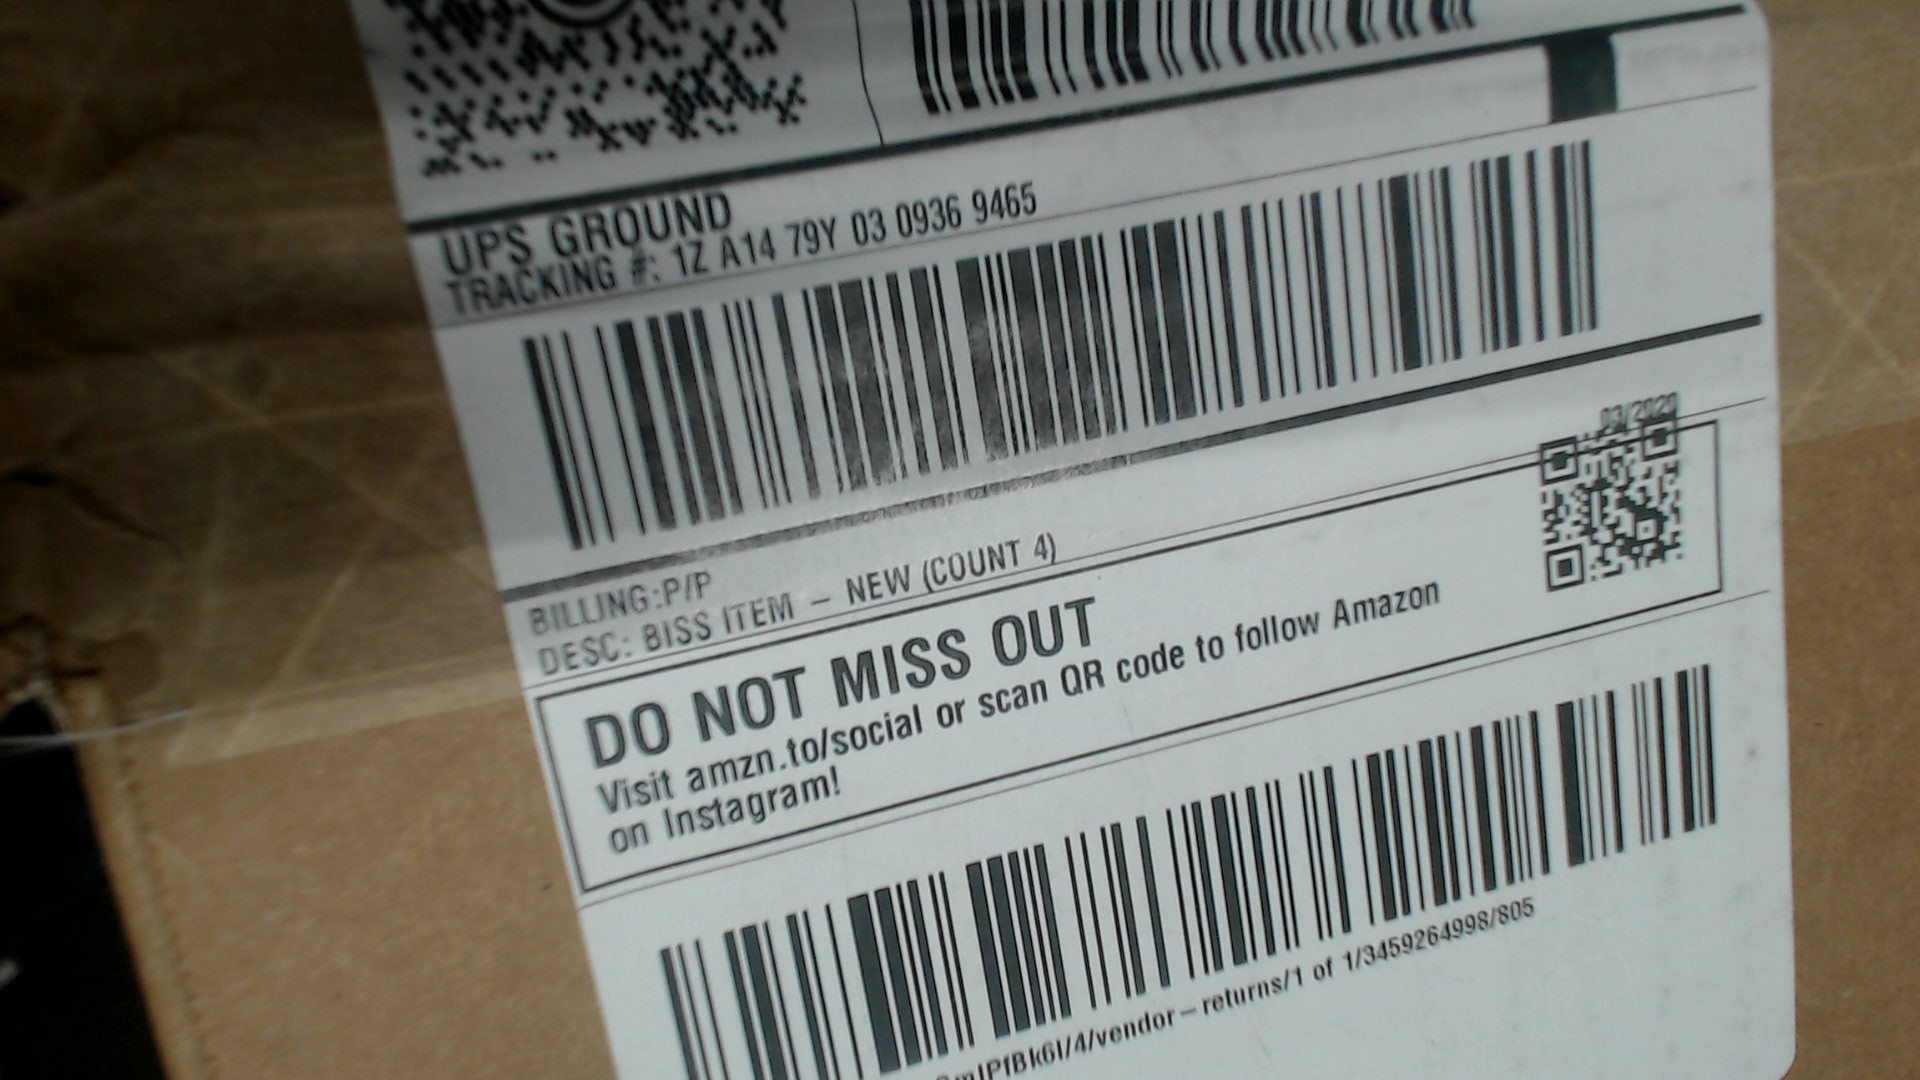 UPS GROUND
TRACKING #: 1Z A14 79Y 03 0936 9465
BILLING:P/P
DESC: BISS ITEM – NEW (COUNT 4)
03/2020
DO NOT MISS OUT
Visit amzn.to/social or scan QR code to follow Amazon
on Instagram!
/4/vendor–returns/1 of 1/3459264998/805